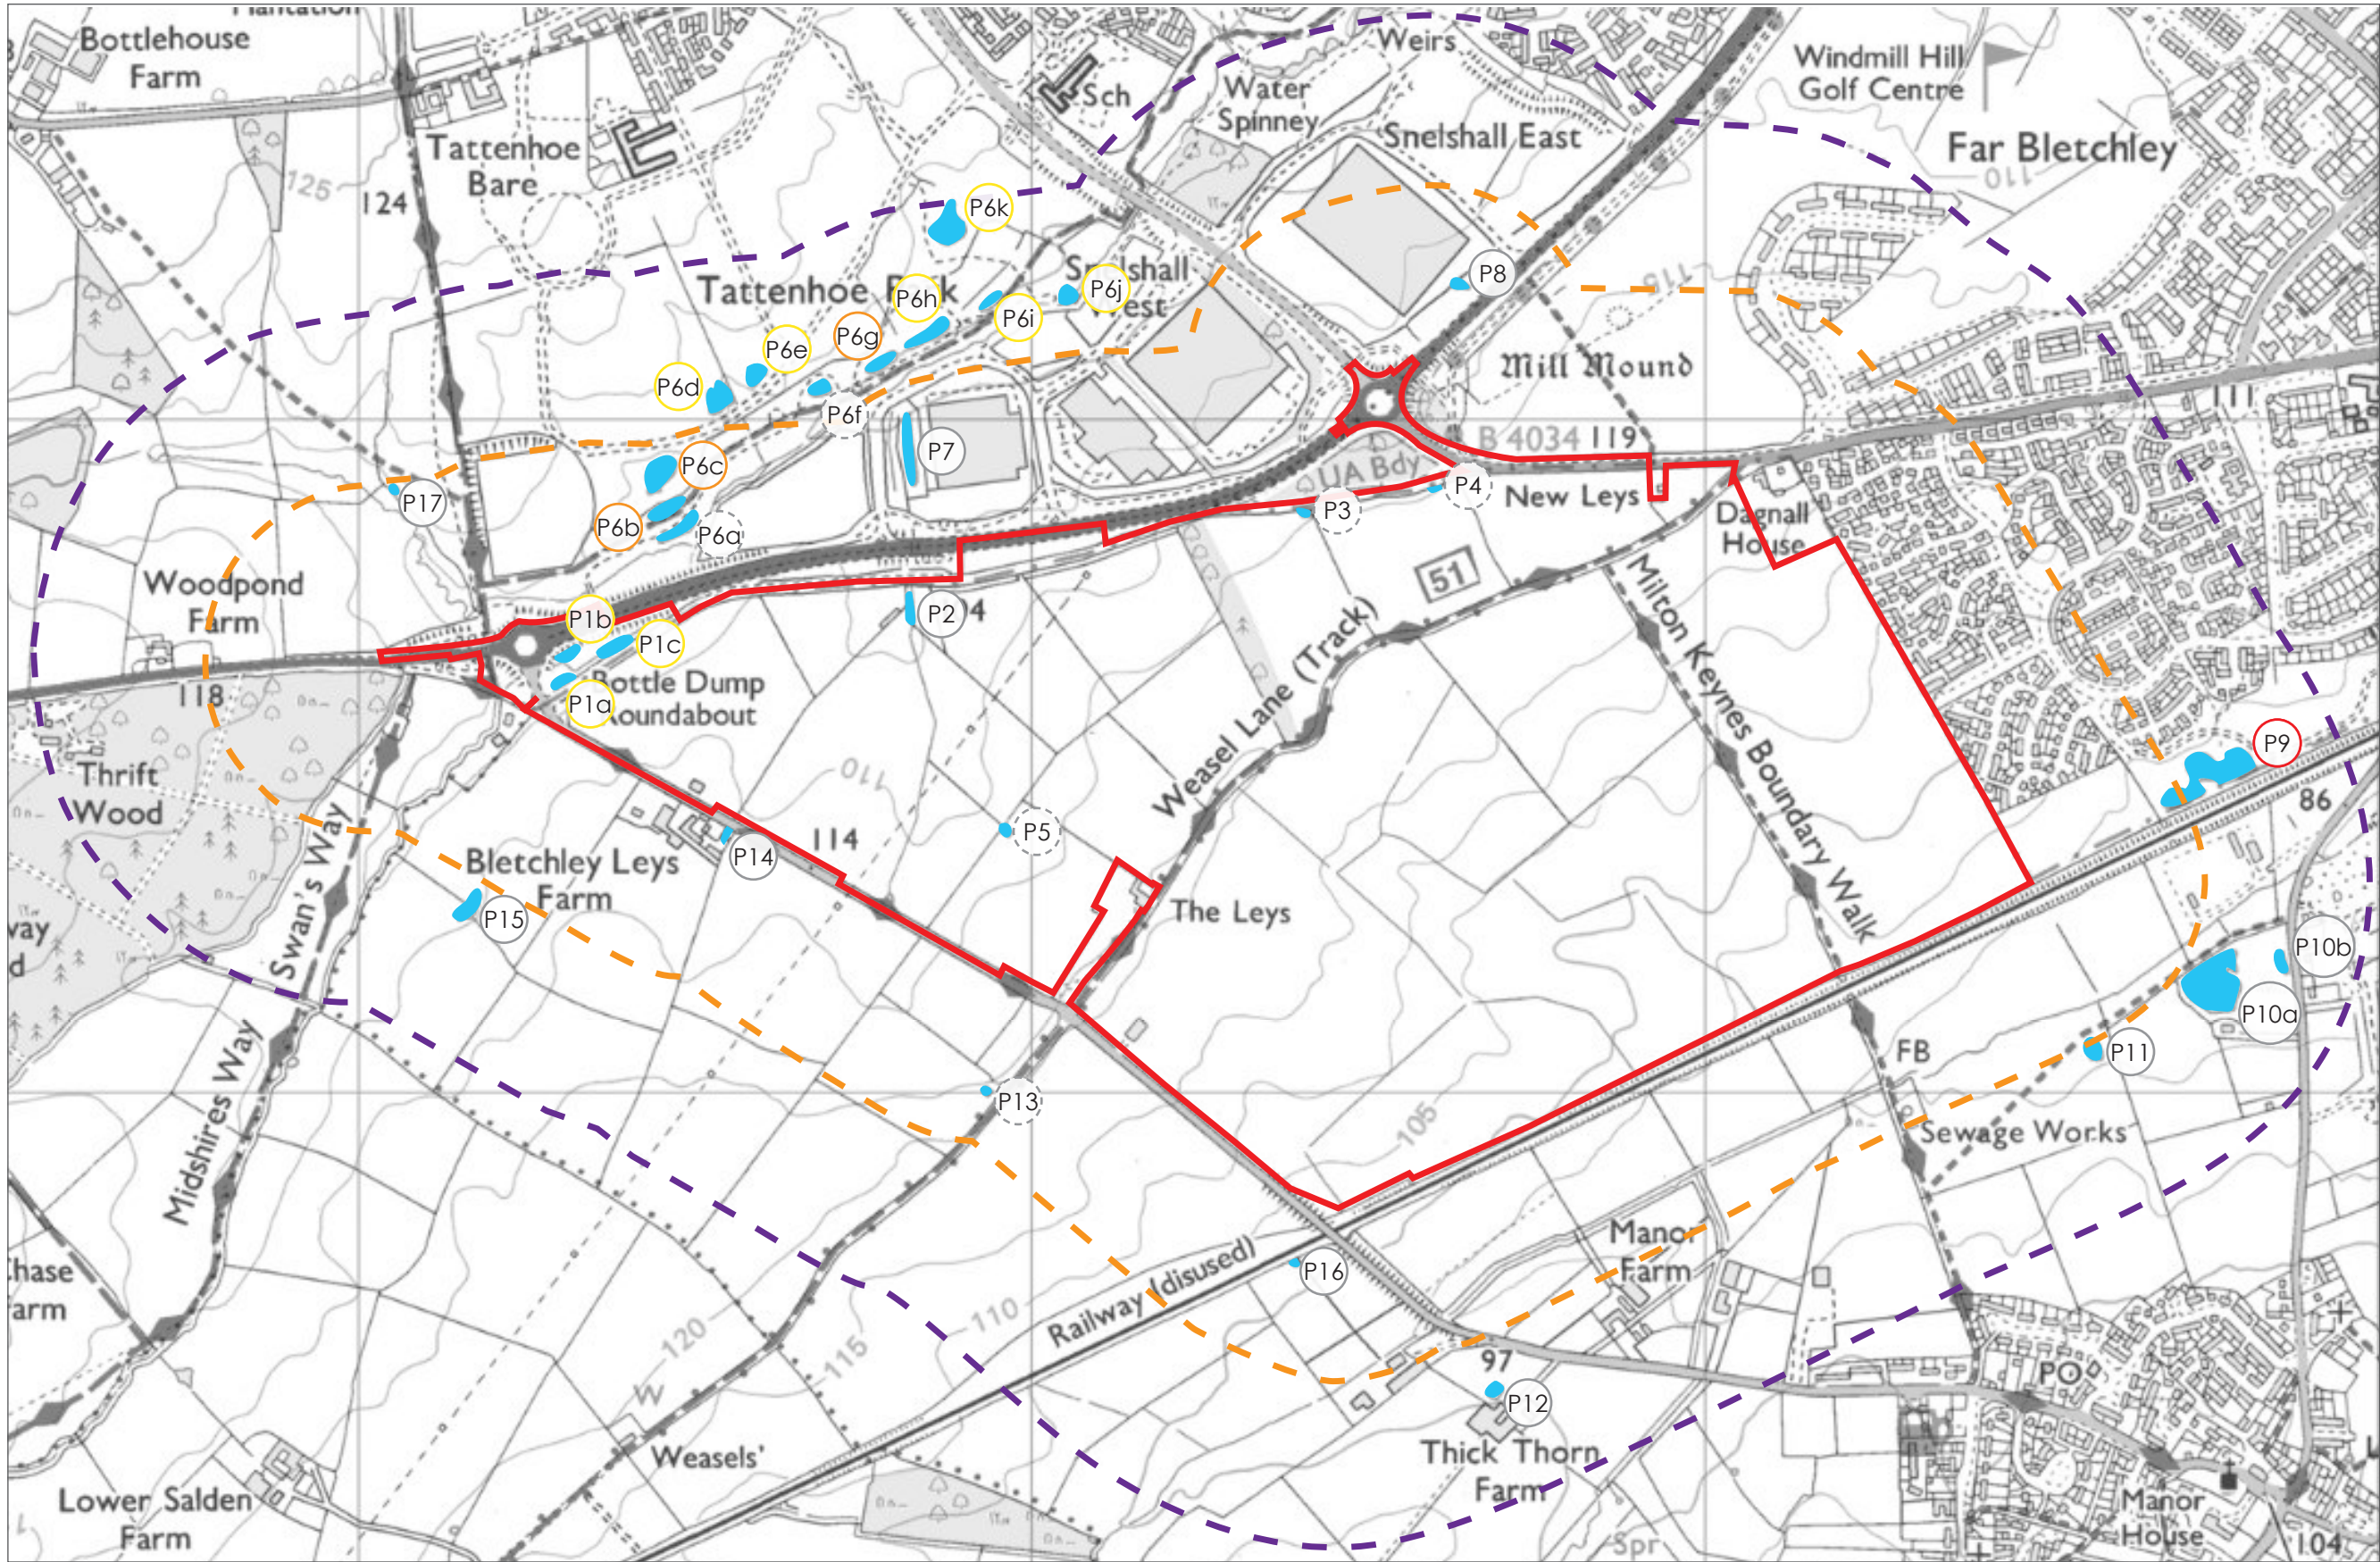 Bottlehouse
Farm
Weirs
Windmill Hill
Golf Centre
Sch
Water
Spinney
Snelshall East
Far Bletchley
110
Tattenhoe
Bare
125
124
P6k
Tattenhoe
P6h
P6j
P6i
P8
115
P6g
P6e
P6d
P6f
Mill Mound
111
P7
B 4034
119
UA Bdy
P6c
P17
P4
P3
New Leys
P6b
P6a
Dagnall
House
51
Woodpond
Farm
P1b
P2
P1c
Milton Keynes Boundary Walk
Weasel Lane (Track)
118
Bottle Dump
Roundabout
P1a
P9
Thrift
Wood
110
86
Swan's Way
P5
114
P14
Bletchley Leys
Farm
P15
The Leys
P10b
P10a
Midshires Way
FB
P11
P13
105
Sewage Works
Manor
Farm
P16
Railway (disused)
110
120
115
97
PO
P12
W
Weasels'
Thick Thorn
Farm
Lower Salden
Farm
Manor
House
Spr
104